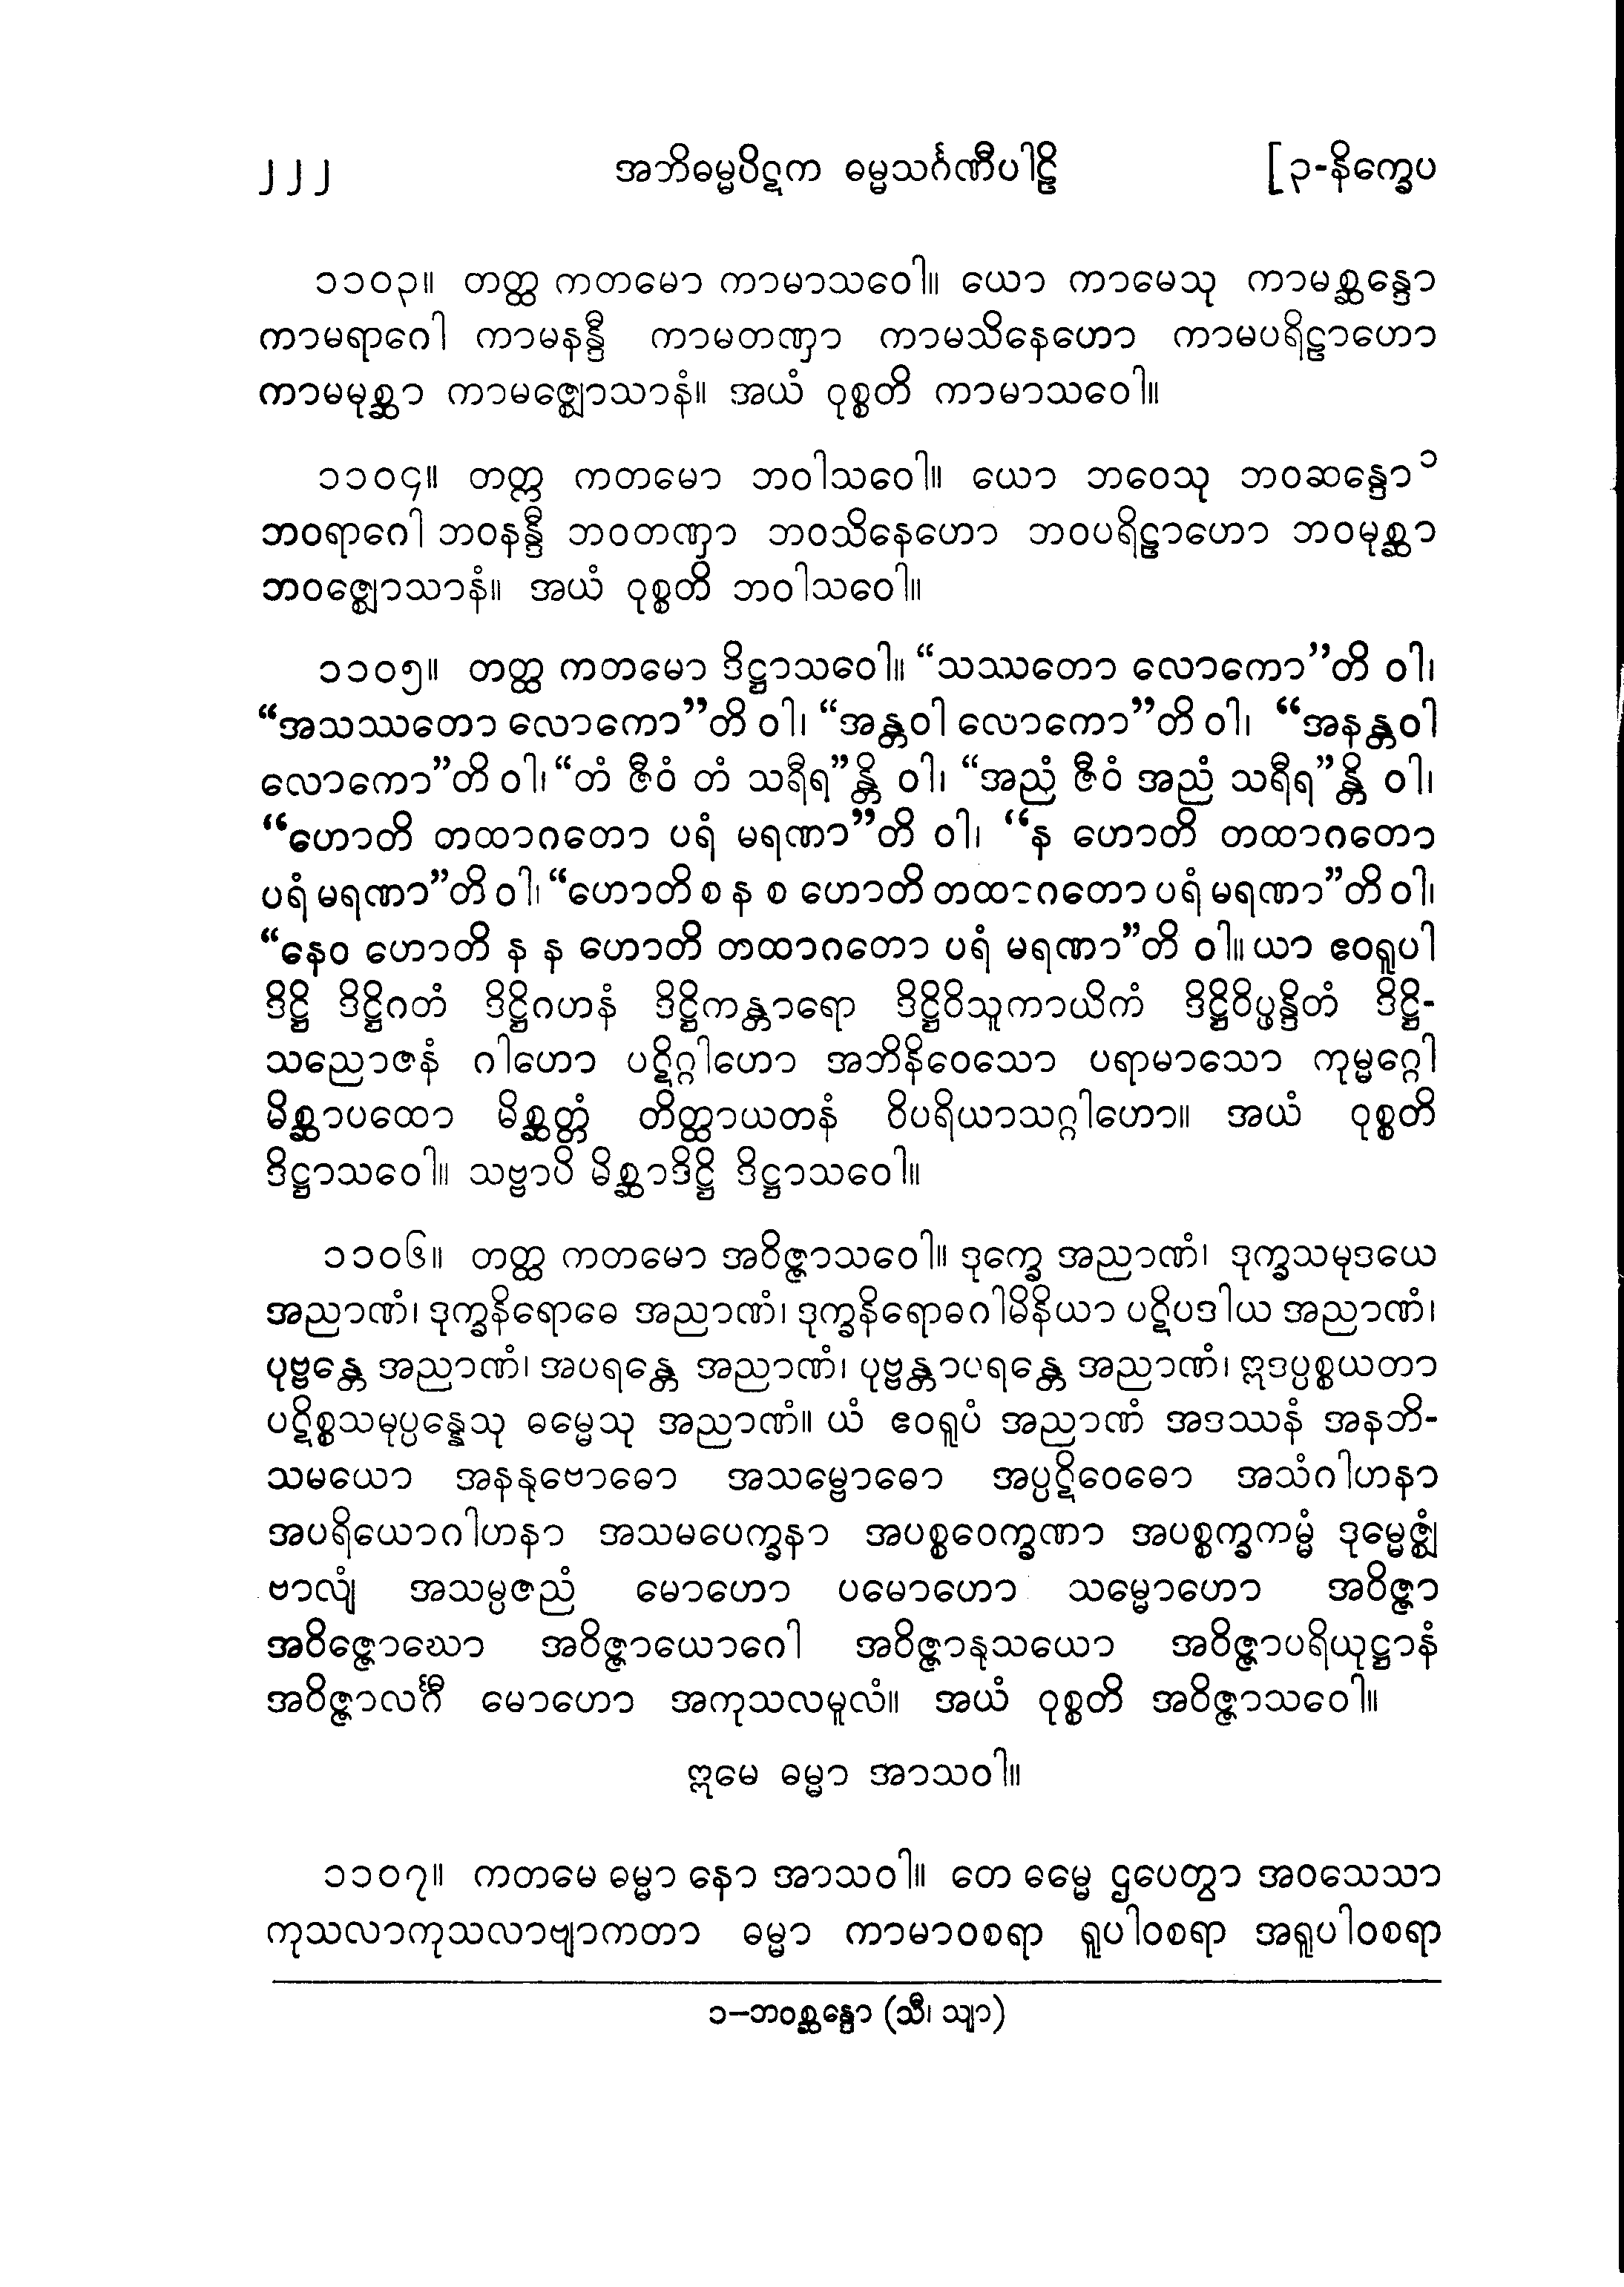 ၂၂၂ အဘိဓမ္မပိဋက ဓမ္မသင်္ဂဏီပါဠိ [၃-နိက္ခေပ
၁၁၀၃။ တတ္ထ ကတမော ကာမာသဝေါ။ ယော ကာမေသု ကာမစ္ဆန္ဒော
ကာမရာဂေါ ကာမနန္ဒီ ကာမတဏှာ ကာမသိနေဟော ကာမပရိဠာဟော
ကာမမုစ္ဆာ ကာမဇ္ဈောသာနံ။ အယံ ဝုစ္စတိ ကာမာသဝေါ။
၁၁၀၄။ တတ္ထ ကတမော ဘဝါသဝေါ။ ယော ဘဝေသု ဘဝဆန္ဒော ၁
ဘဝရာဂေါ ဘဝနန္ဒီ ဘဝတဏှာ ဘဝသိနေဟော ဘဝပရိဠာဟော ဘဝမုစ္ဆာ
ဘဝဇ္ဈောသာနံ။ အယံ ဝုစ္စတိ ဘဝါသဝေါ။
၁၁၀၅။ တတ္ထ ကတမော ဒိဋ္ဌာသဝေါ။ “သဿတော လောကော”တိ ဝါ၊
“အသဿတော လောကော”တိ ဝါ၊ “အန္တဝါ လောကော”တိ ဝါ၊ “အနန္တဝါ
လောကော”တိ ဝါ၊ “တံ ဇီဝံ တံ သရီရ”န္တိ ဝါ၊ “အညံ ဇီဝံ အညံ သရီရ”န္တိ ဝါ၊
“ဟောတိ တထာဂတော ပရံ မရဏာ”တိ ဝါ၊ “န ဟောတိ တထာဂတော
ပရံ မရဏာ”တိ ဝါ၊ “ဟောတိ စ န စ ဟောတိ တထာဂတော ပရံ မရဏာ”တိ ဝါ၊
“နေဝ ဟောတိ န န ဟောတိ တထာဂတော ပရံ မရဏာ”တိ ဝါ။ ယာ ဧဝရူပါ
ဒိဋ္ဌိ ဒိဋ္ဌိဂတံ ဒိဋ္ဌိဂဟနံ ဒိဋ္ဌိကန္တာရော ဒိဋ္ဌိဝိသူကာယိကံ ဒိဋ္ဌိဝိပ္ဖန္ဒိတံ ဒိဋ္ဌိ-
သညောဇနံ ဂါဟော ပဋိဂ္ဂါဟော အဘိနိဝေသော ပရာမာသော ကုမ္မဂ္ဂေါ
မိစ္ဆာပထော မိစ္ဆတ္တံ တိတ္ထာယတနံ ဝိပရိယာသဂ္ဂါဟော။ အယံ ဝုစ္စတိ
ဒိဋ္ဌာသဝေါ။ သဗ္ဗာပိ မိစ္ဆာဒိဋ္ဌိ ဒိဋ္ဌာသဝေါ။
၁၁၀၆။ တတ္ထ ကတမော အဝိဇ္ဇာသဝေါ။ ဒုက္ခေ အညာဏံ၊ ဒုက္ခသမုဒယေ
အညာဏံ၊ ဒုက္ခနိရောဓေ အညာဏံ၊ ဒုက္ခနိရောဓဂါမိနိယာ ပဋိပဒါယ အညာဏံ၊
ပုဗ္ဗန္တေ အညာဏံ၊ အပရန္တေ အညာဏံ၊ ပုဗ္ဗန္တာပရန္တေ အညာဏံ၊ ဣဒပ္ပစ္စယတာ
ပဋိစ္စသမုပ္ပန္နေသု ဓမ္မေသု အညာဏံ။ ယံ ဧဝရူပံ အညာဏံ အဒဿနံ အနဘိ-
သမယော အနနုဗောဓော အသမ္ဗောဓော အပ္ပဋိဝေဓော အသံဂါဟနာ
အပရိယောဂါဟနာ အသမပေက္ခနာ အပစ္စဝေက္ခဏာ အပစ္စက္ခကမ္မံ ဒုမ္မေဇ္ဈံ
ဗာလျံ အသမ္ပဇညံ မောဟော ပမောဟော သမ္မောဟော အဝိဇ္ဇာ
အဝိဇ္ဇောဃော အဝိဇ္ဇာယောဂေါ အဝိဇ္ဇာနုသယော အဝိဇ္ဇာပရိယုဋ္ဌာနံ
အဝိဇ္ဇာလင်္ဂီ မောဟော အကုသလမူလံ။ အယံ ဝုစ္စတိ အဝိဇ္ဇာသဝေါ။
ဣမေ ဓမ္မာ အာသဝါ။
၁၁၀၇။ ကတမေ ဓမ္မာ နော အာသဝါ။ တေ ဓမ္မေ ဌပေတွာ အဝသေသာ
ကုသလာကုသလာဗျာကတာ ဓမ္မာ ကာမာဝစရာ ရူပါဝစရာ အရူပါဝစရာ
၁–ဘဝစ္ဆန္ဒော (သီ၊ သျာ)